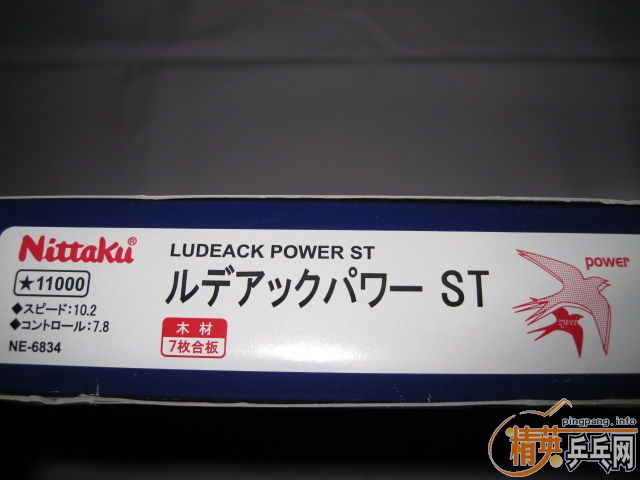 Nittaku®
LUDEACK POWER ST
ルデアックパワー ST
★11000
◆スピード:10.2
◆コントロール:7.8
NE-6834
木材
7枚合板
power
zwei
pingpang.info
精英乒乓网